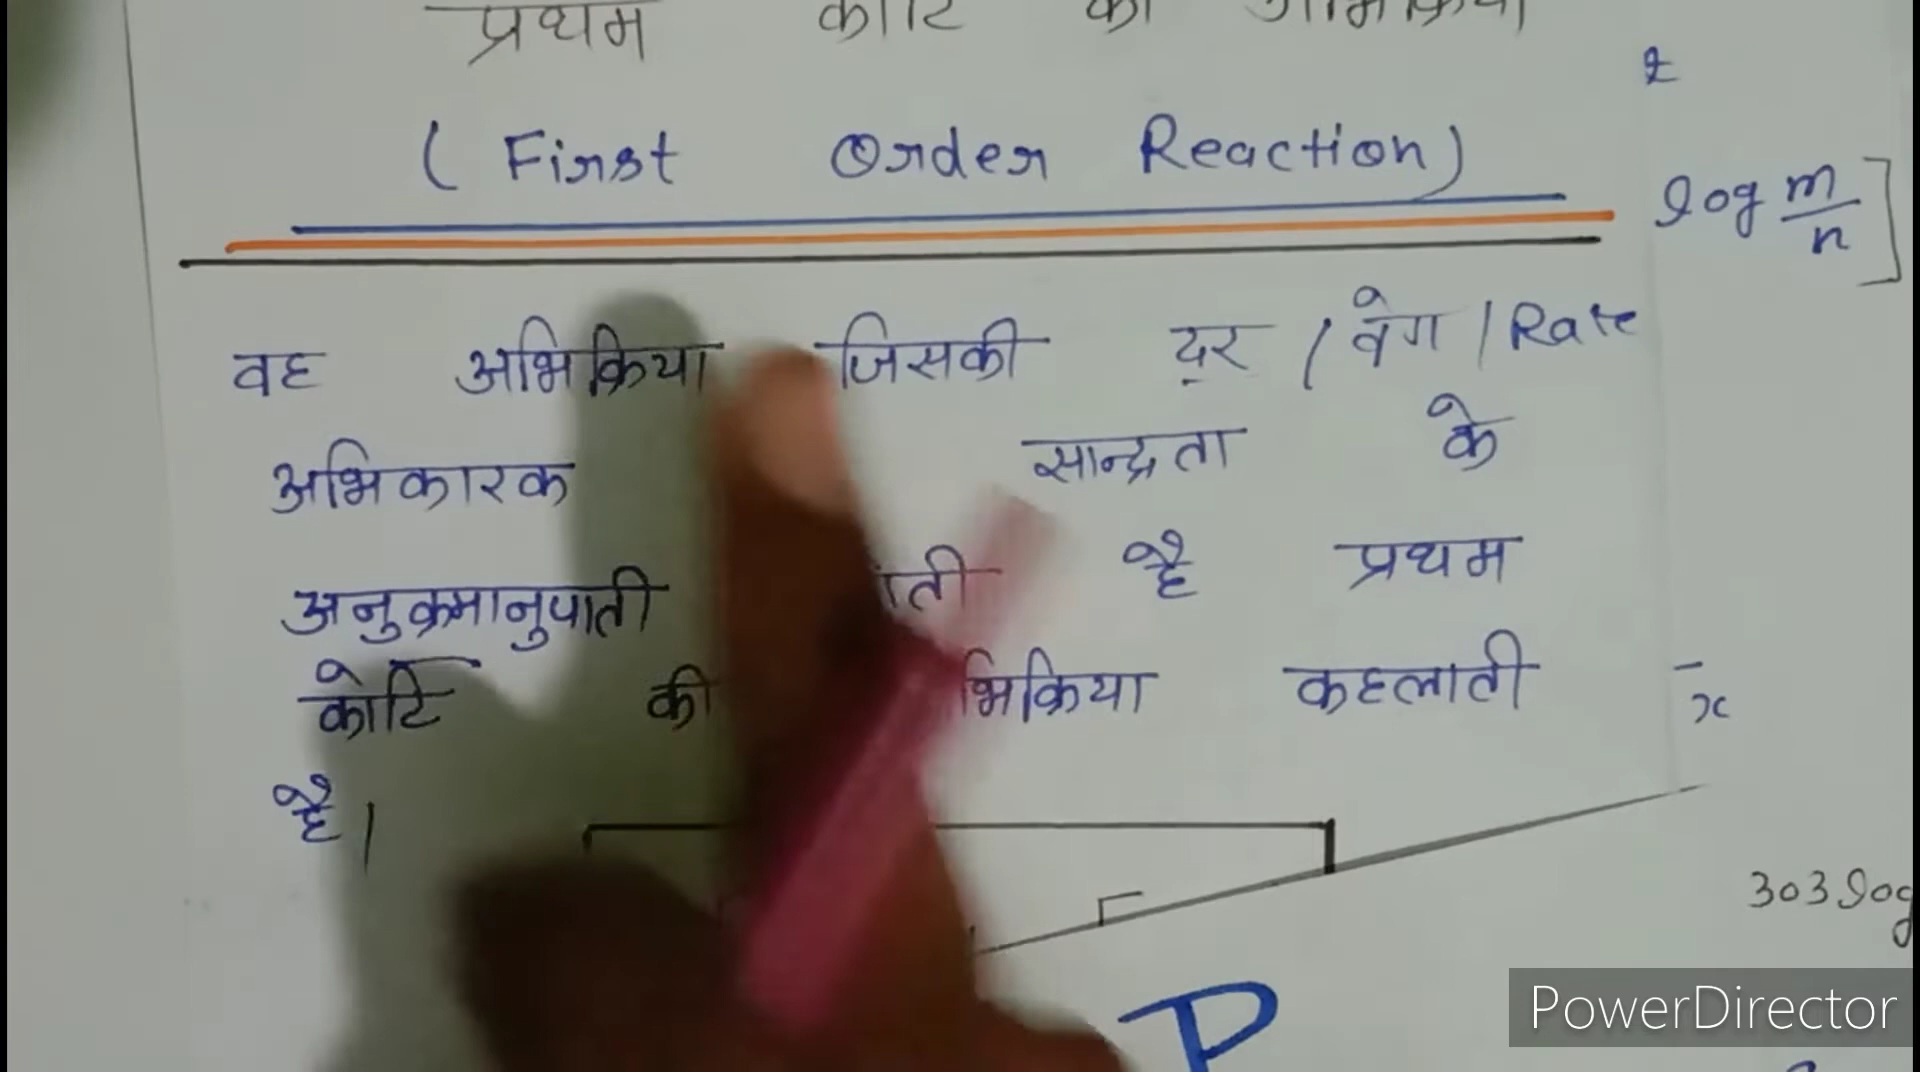 प्रथम कोटि की अभिक्रिया
( First Order Reaction)
log m/n ]
वह अभिक्रिया जिसकी दर / वेग / Rate
अभिकारक सान्द्रता के
अनुक्रमानुपाती है प्रथम
कोटि की भिक्रिया कहलाती
है।
x
303 log
P
PowerDirector